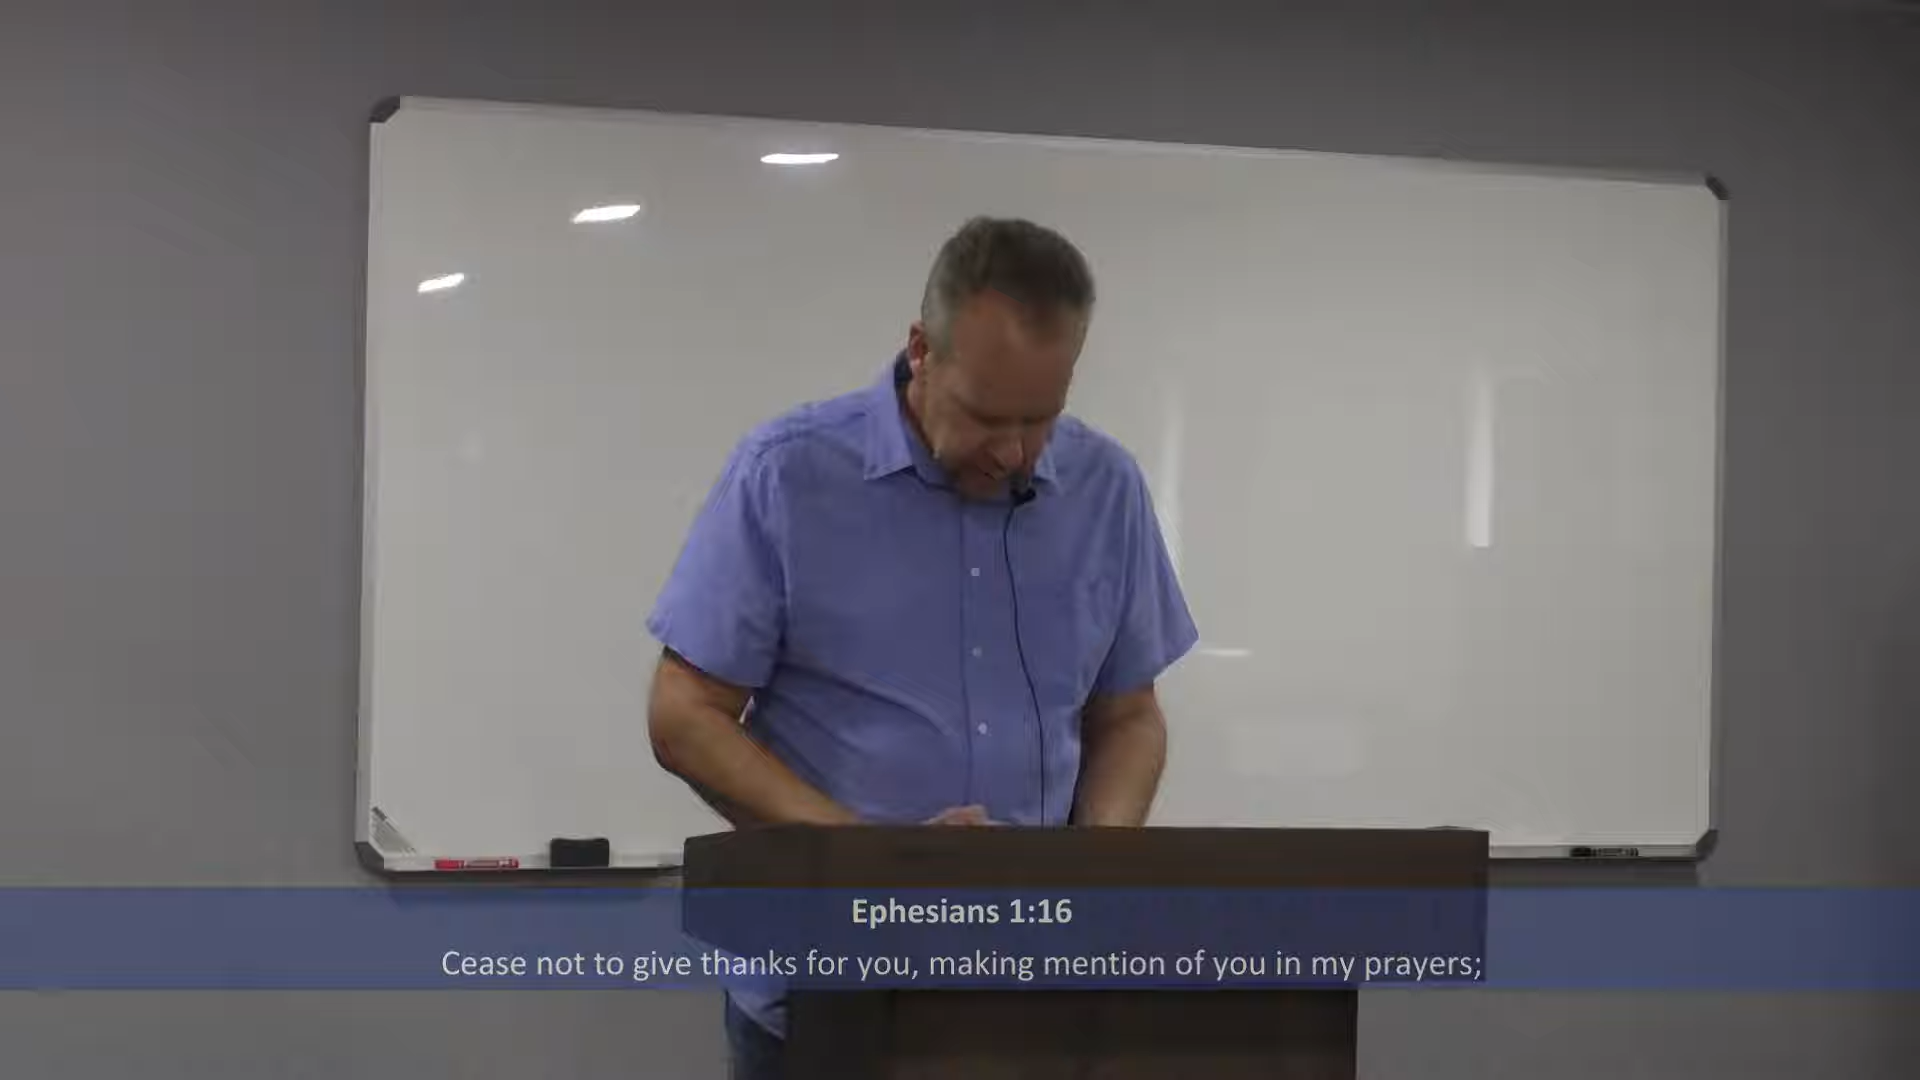 Ephesians 1:16
Cease not to give thanks for you, making mention of you in my prayers;